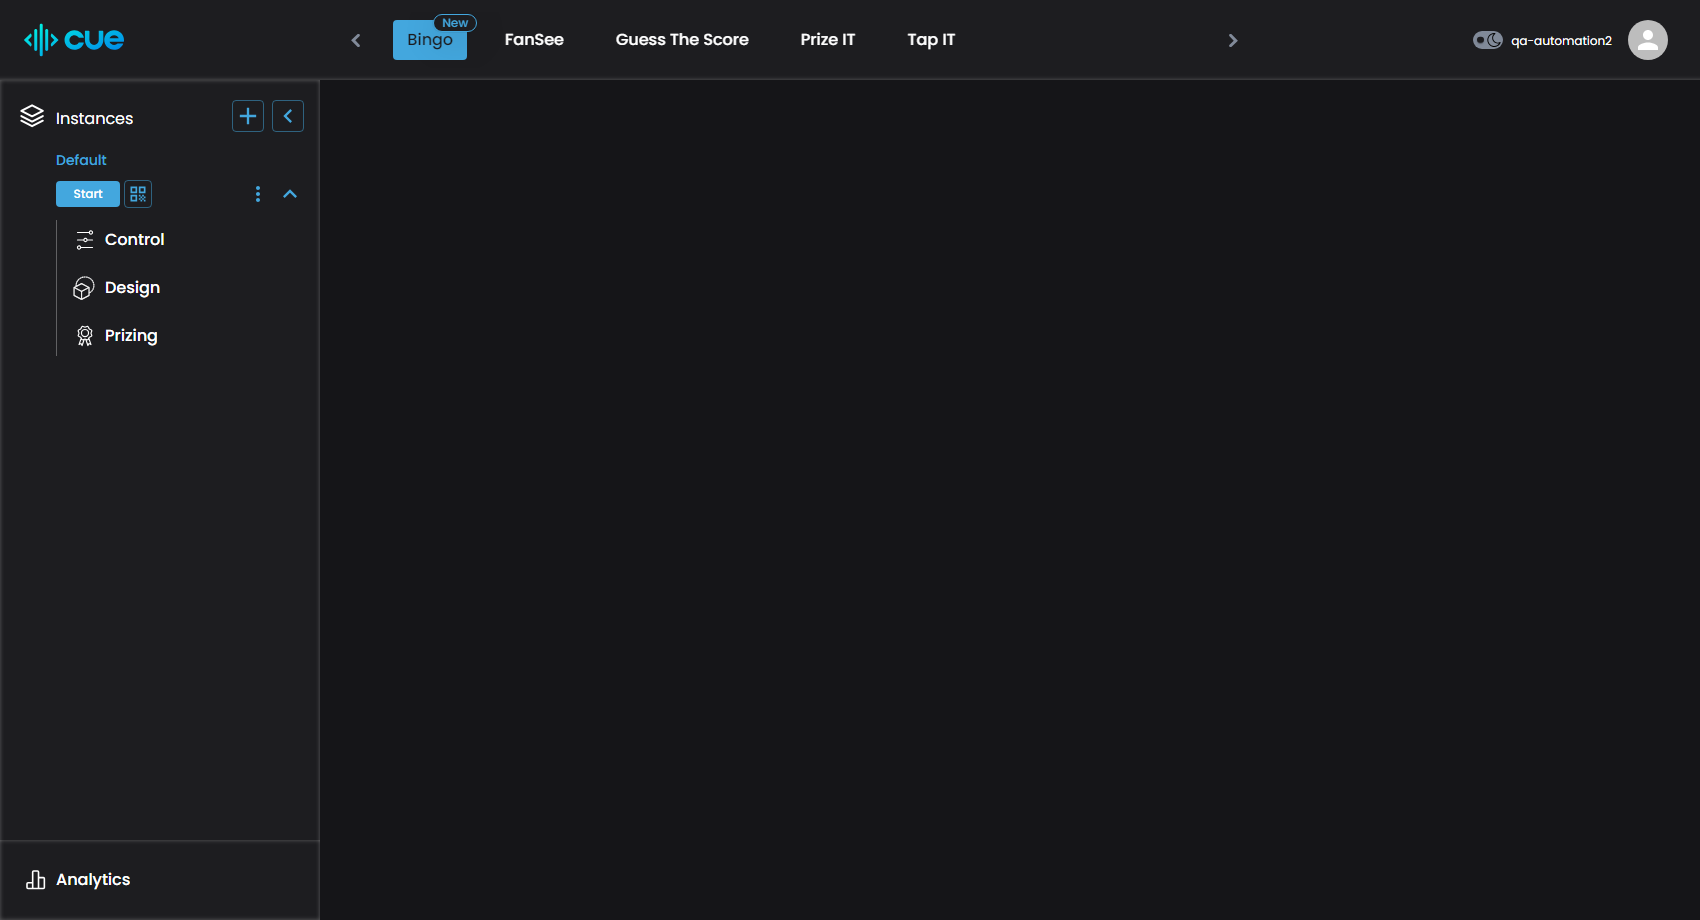 cue
New
Bingo FanSee Guess The Score Prize IT Tap IT
qa-automation2
Instances
Default
Start
Control
Design
Prizing
Analytics